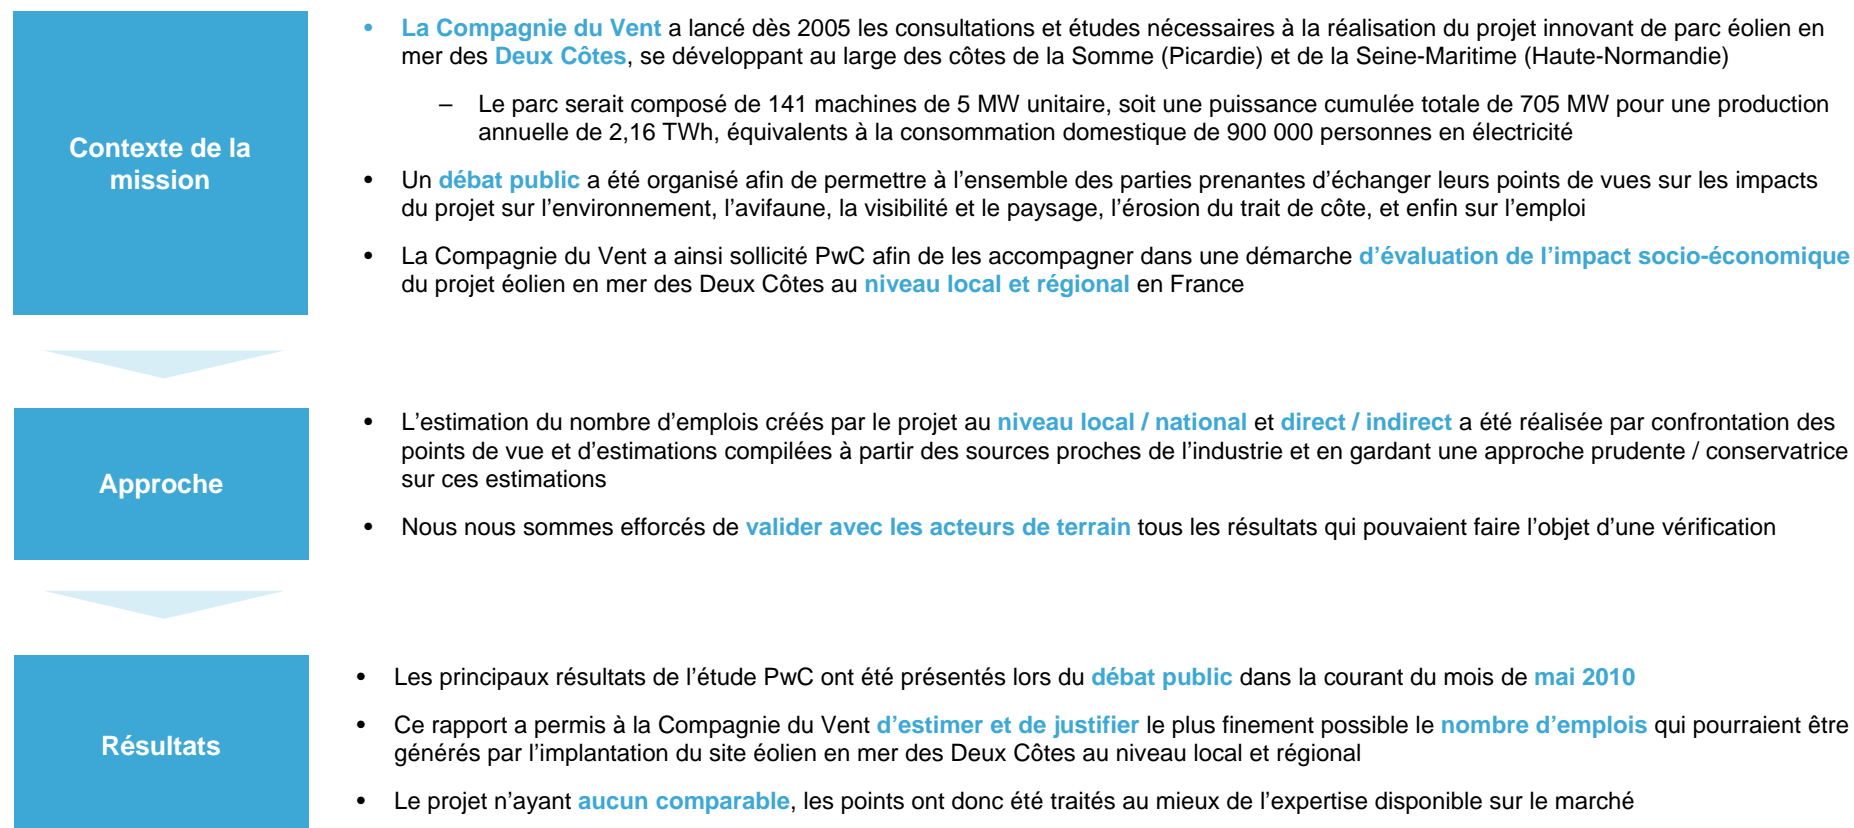 Contexte de la
mission
• La Compagnie du Vent a lancé dès 2005 les consultations et études nécessaires à la réalisation du projet innovant de parc éolien en
mer des Deux Côtes, se développant au large des côtes de la Somme (Picardie) et de la Seine-Maritime (Haute-Normandie)
– Le parc serait composé de 141 machines de 5 MW unitaire, soit une puissance cumulée totale de 705 MW pour une production
annuelle de 2,16 TWh, équivalents à la consommation domestique de 900 000 personnes en électricité
• Un débat public a été organisé afin de permettre à l’ensemble des parties prenantes d’échanger leurs points de vues sur les impacts
du projet sur l’environnement, l’avifaune, la visibilité et le paysage, l’érosion du trait de côte, et enfin sur l’emploi
• La Compagnie du Vent a ainsi sollicité PwC afin de les accompagner dans une démarche d’évaluation de l’impact socio-économique
du projet éolien en mer des Deux Côtes au niveau local et régional en France
Approche
• L’estimation du nombre d’emplois créés par le projet au niveau local / national et direct / indirect a été réalisée par confrontation des
points de vue et d’estimations compilées à partir des sources proches de l’industrie et en gardant une approche prudente / conservatrice
sur ces estimations
• Nous nous sommes efforcés de valider avec les acteurs de terrain tous les résultats qui pouvaient faire l’objet d’une vérification
Résultats
• Les principaux résultats de l’étude PwC ont été présentés lors du débat public dans la courant du mois de mai 2010
• Ce rapport a permis à la Compagnie du Vent d’estimer et de justifier le plus finement possible le nombre d’emplois qui pourraient être
générés par l’implantation du site éolien en mer des Deux Côtes au niveau local et régional
• Le projet n’ayant aucun comparable, les points ont donc été traités au mieux de l’expertise disponible sur le marché